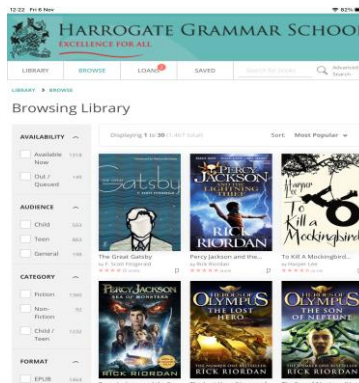 12:22 Fri 6 Nov
82%
HARROGATE GRAMMAR SCHOOL
EXCELLENCE FOR ALL
LIBRARY BROWSE LOANS SAVED Search for books Advanced Search
LIBRARY > BROWSE
Browsing Library
AVAILABILITY
Available Now
Out / Queued
AUDIENCE
Child
Teen
General
CATEGORY
Fiction
Non-Fiction
Child / Teen
FORMAT
EPUB
Displaying 1 to 30
Sort: Most Popular
Gatsby
The Great Gatsby
by F. Scott Fitzgerald
PERCY JACKSON
AND THE
LIGHTNING
THIEF
RICK
RIORDAN
Percy Jackson and the...
by Rick Riordan
Harper
Lee
To
Kill a
Mockingbird
To Kill A Mockingbird...
by Harper Lee
PERCY JACKSON
SEA OF MONSTERS
RICK RIORDAN
HEROES OF
OLYMPUS
THE LOST
HERO
RICK RIORDAN
HEROES OF
OLYMPUS
THE SON
OF NEPTUNE
RICK RIORDAN